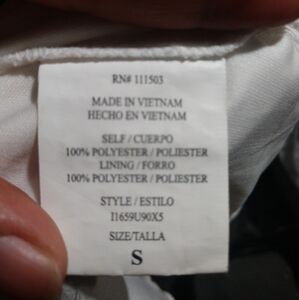 RN# 111503
MADE IN VIETNAM
HECHO EN VIETNAM
SELF / CUERPO
100% POLYESTER / POLIESTER
LINING / FORRO
100% POLYESTER / POLIESTER
STYLE / ESTILO
I1659U90X5
SIZE/TALLA
S